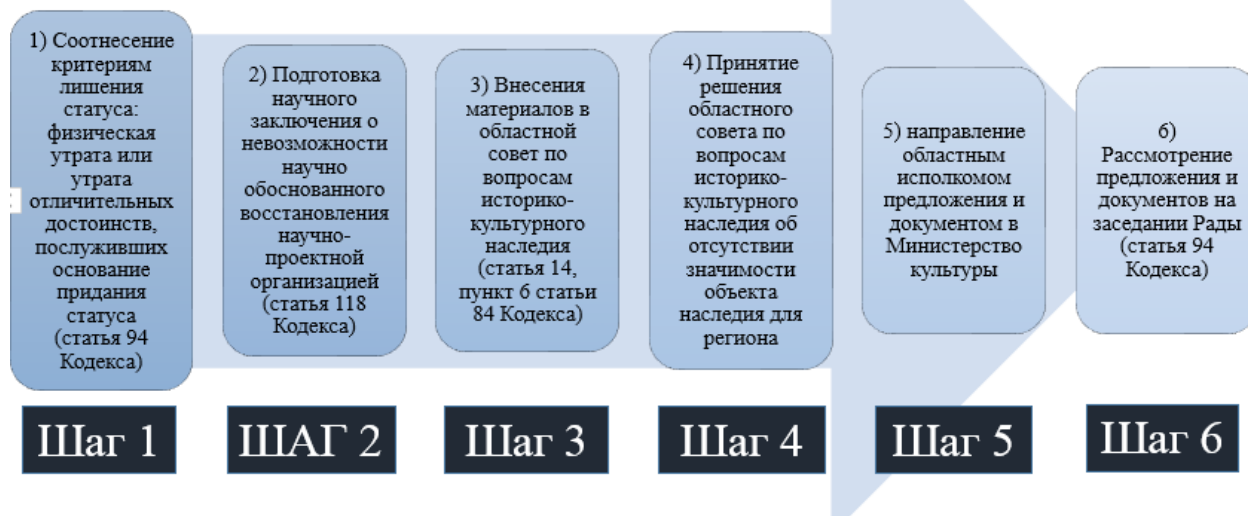 1) Соотнесение
критериям
лишения
статуса:
физическая
утрата или
утрата
отличительных
достоинств,
послуживших
основание
придания
статуса
(статья 94
Кодекса)
2) Подготовка
научного
заключения о
невозможности
научно
обоснованного
восстановления
научно-
проектной
организацией
(статья 118
Кодекса)
3) Внесения
материалов в
областной
совет по
вопросам
историко-
культурного
наследия
(статья 14,
пункт 6 статьи
84 Кодекса)
4) Принятие
решения
областного
совета по
вопросам
историко-
культурного
наследия об
отсутствии
значимости
объекта
наследия для
региона
5) направление
областным
исполкомом
предложения и
документом в
Министерство
культуры
6)
Рассмотрение
предложения и
документов на
заседании Рады
(статья 94
Кодекса)
Шаг 1
ШАГ 2
Шаг 3
Шаг 4
Шаг 5
Шаг 6